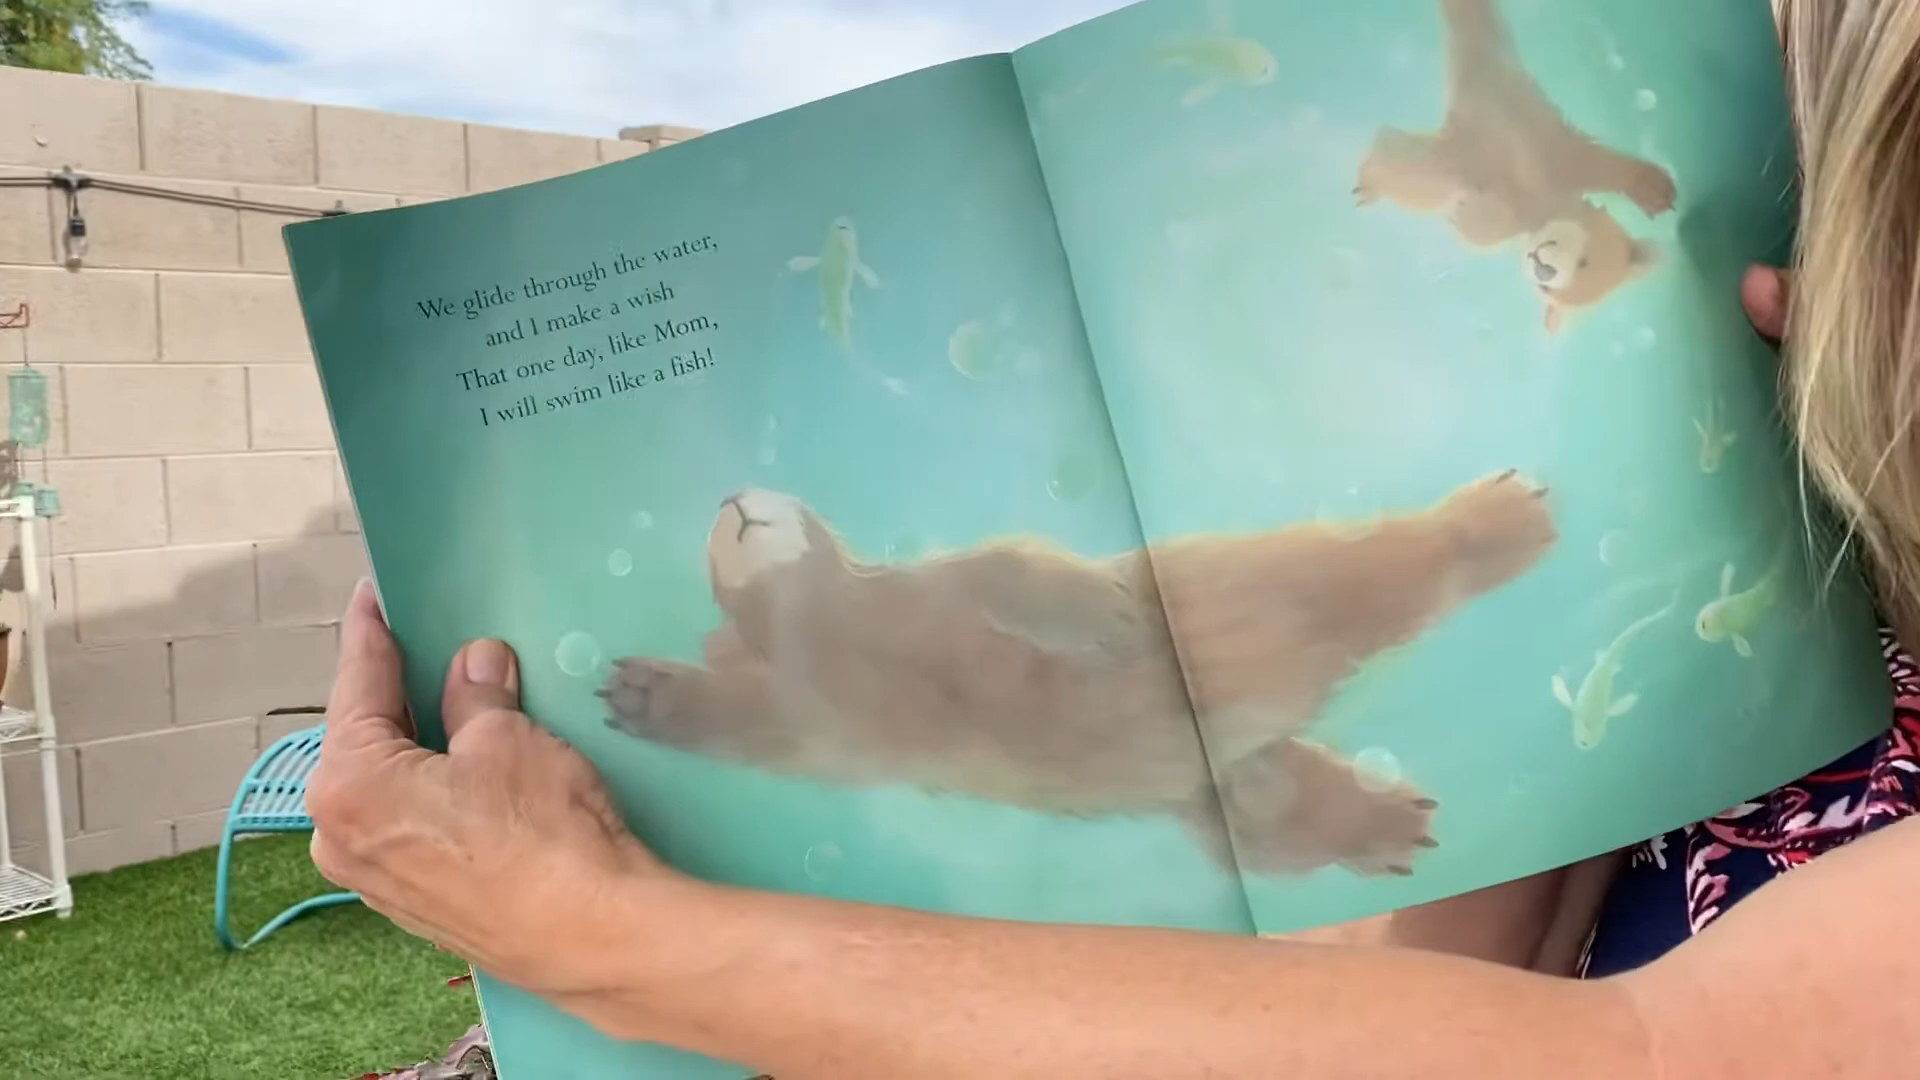 We glide through the water,
and I make a wish
That one day, like Mom,
I will swim like a fish!